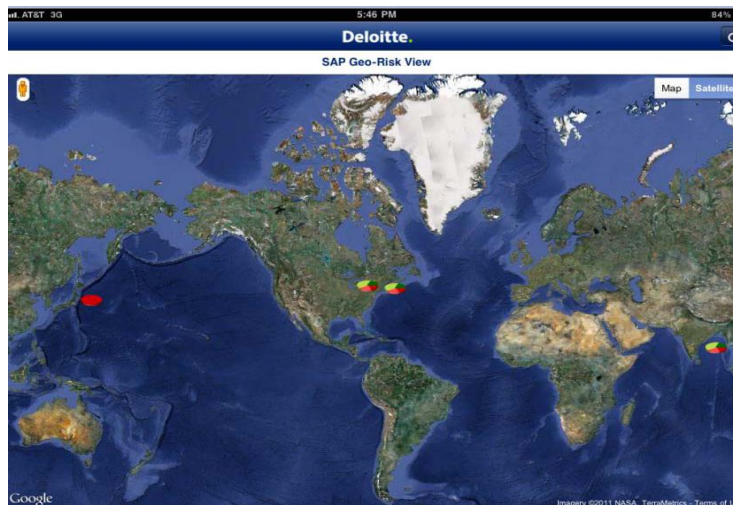 AT&T 3G 5:46 PM 84%
Deloitte.
SAP Geo-Risk View
Map Satellite
Google
Imagery ©2011 NASA, TerraMetrics - Terms of